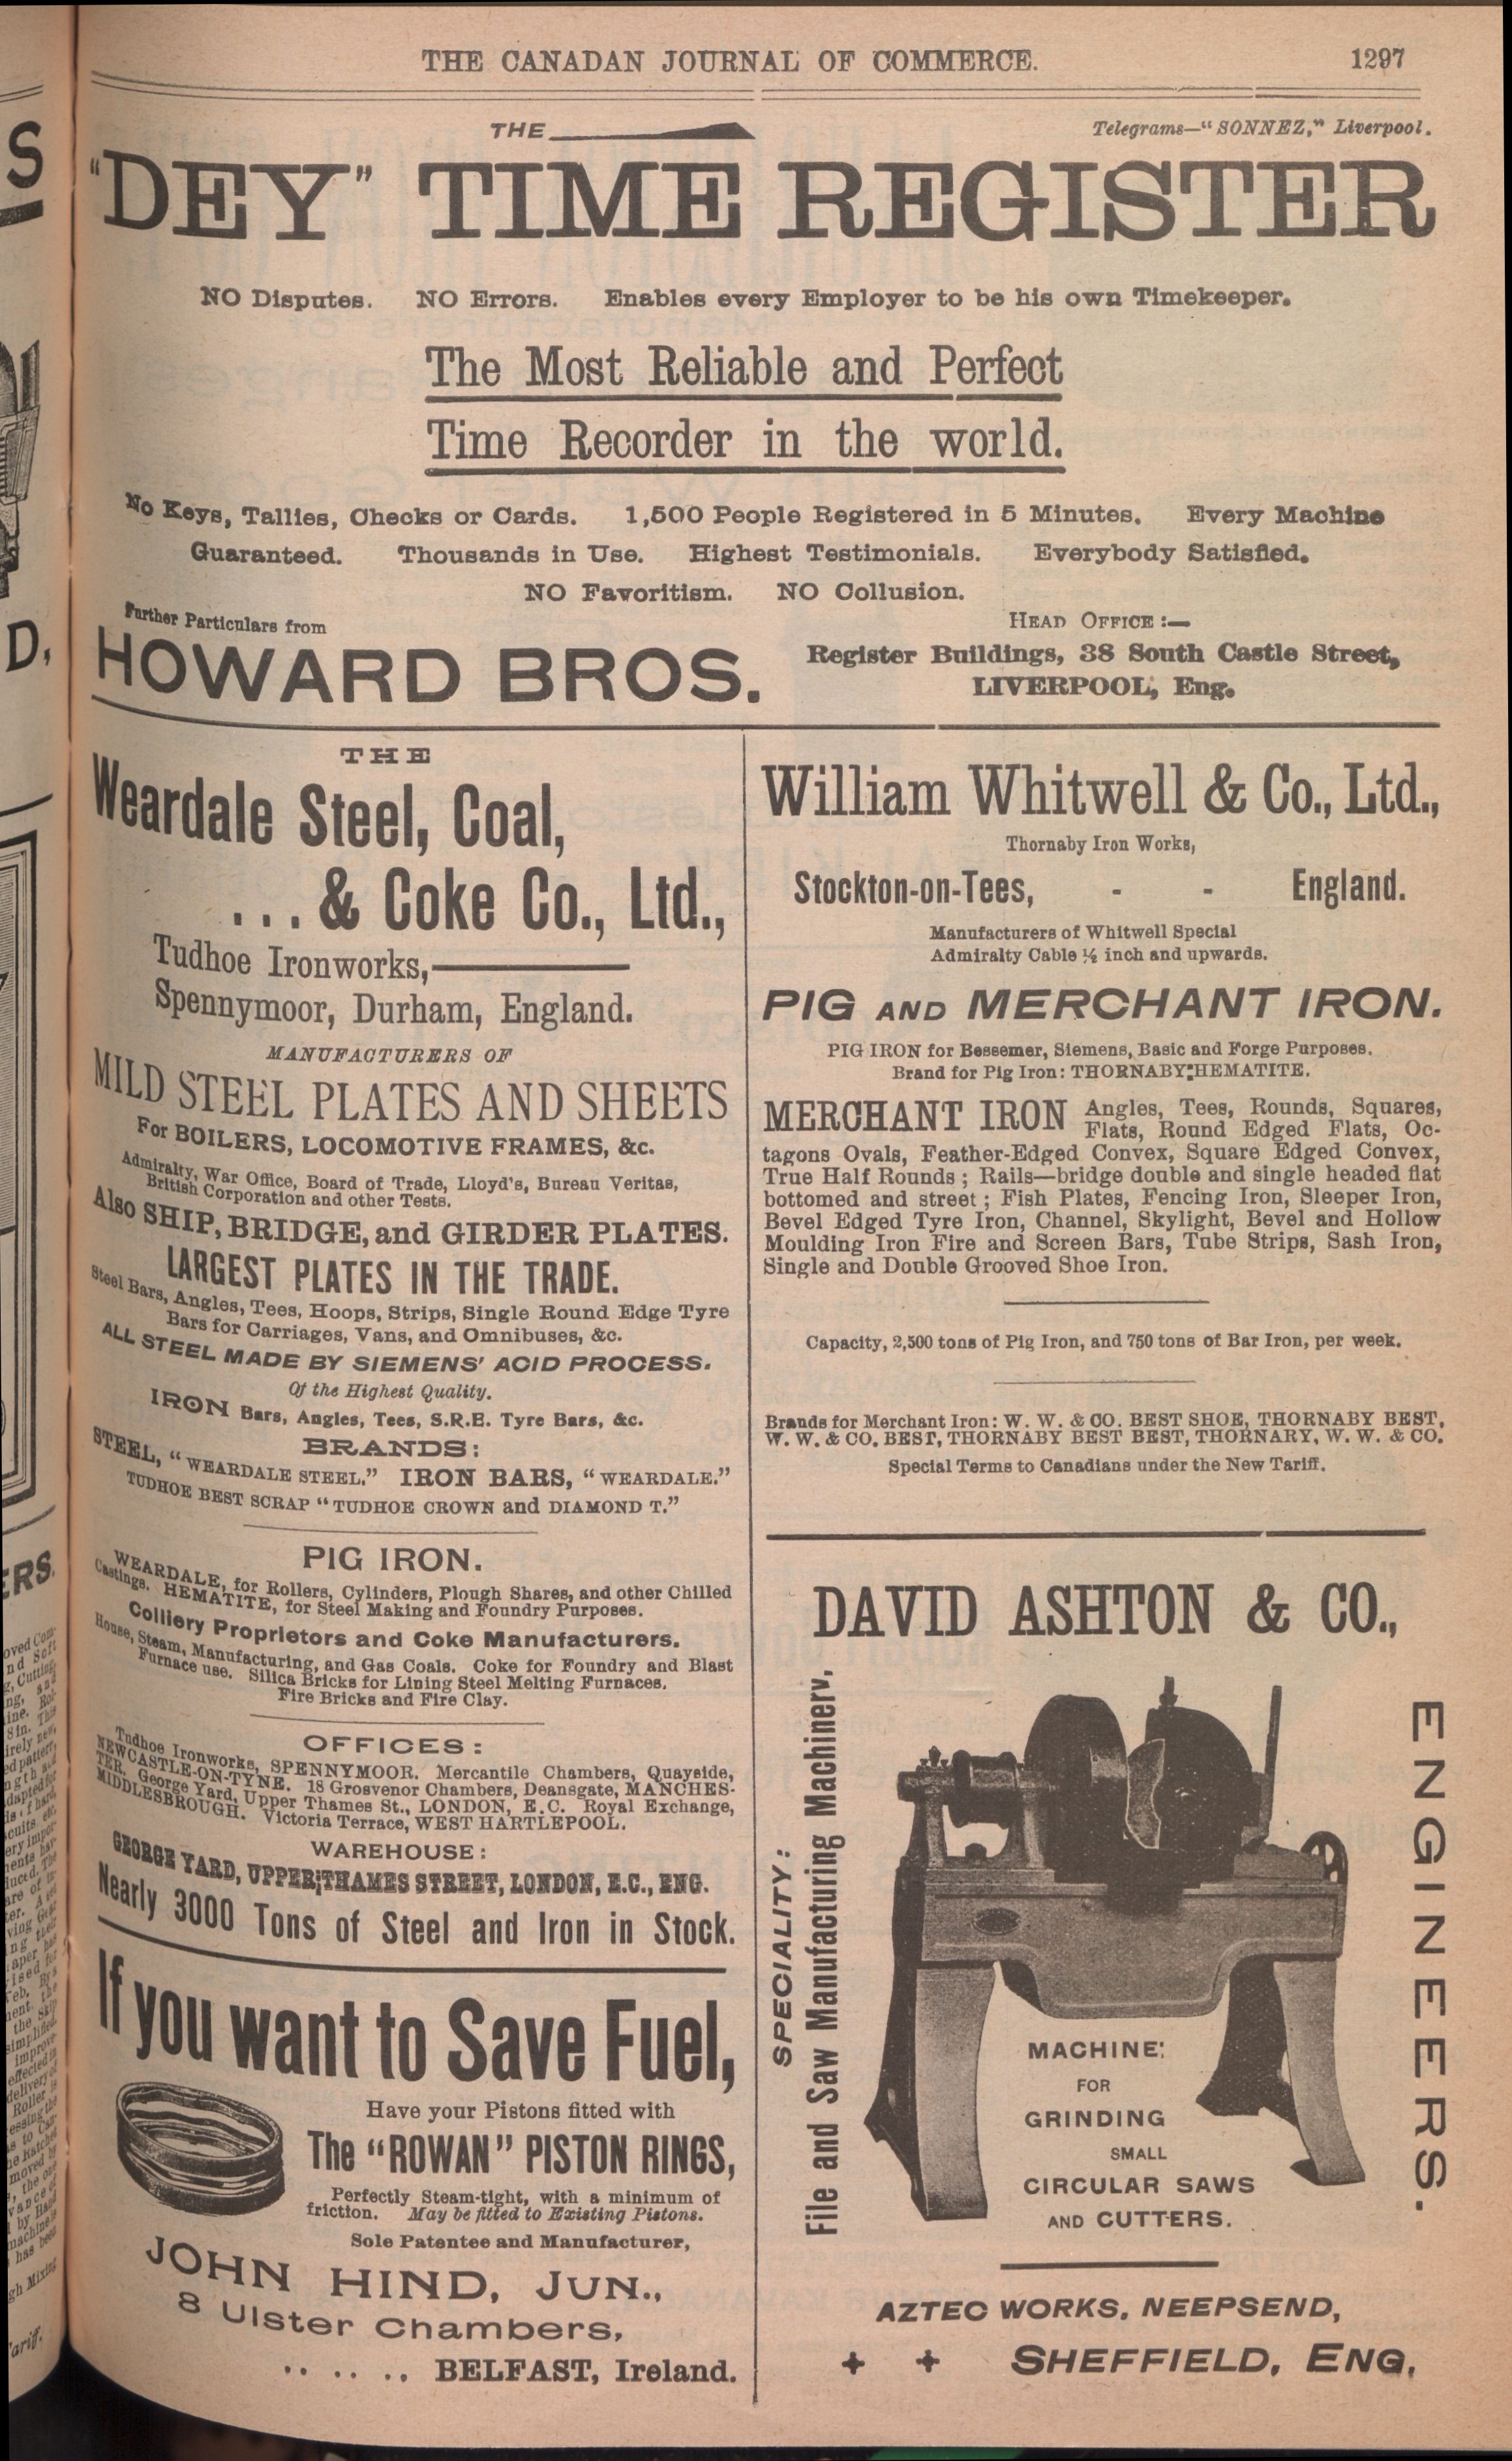 THE CANADAN JOURNAL OF COMMERCE.
1297
THE
Telegrams—"SONNEZ," Liverpool.
"DEY" TIME REGISTER
NO Disputes. NO Errors. Enables every Employer to be his own Timekeeper.
The Most Reliable and Perfect
Time Recorder in the world.
No Keys, Tallies, Checks or Cards. 1,500 People Registered in 5 Minutes. Every Machine
Guaranteed. Thousands in Use. Highest Testimonials. Everybody Satisfied.
NO Favoritism. NO Collusion.
Further Particulars from
HOWARD BROS.
HEAD OFFICE :—
Register Buildings, 38 South Castle Street,
LIVERPOOL, Eng.
THE
Weardale Steel, Coal,
... & Coke Co., Ltd.,
Tudhoe Ironworks,
Spennymoor, Durham, England.
MANUFACTURERS OF
MILD STEEL PLATES AND SHEETS
For BOILERS, LOCOMOTIVE FRAMES, &c.
Admiralty, War Office, Board of Trade, Lloyd's, Bureau Veritas,
British Corporation and other Tests.
Also SHIP, BRIDGE, and GIRDER PLATES.
LARGEST PLATES IN THE TRADE.
Steel Bars, Angles, Tees, Hoops, Strips, Single Round Edge Tyre
Bars for Carriages, Vans, and Omnibuses, &c.
ALL STEEL MADE BY SIEMENS' ACID PROCESS.
Of the Highest Quality.
IRON Bars, Angles, Tees, S.R.E. Tyre Bars, &c.
BRANDS:
STEEL, "WEARDALE STEEL." IRON BARS, "WEARDALE."
TUDHOE BEST SCRAP "TUDHOE CROWN and DIAMOND T."
PIG IRON.
WEARDALE, for Rollers, Cylinders, Plough Shares, and other Chilled
Castings. HEMATITE, for Steel Making and Foundry Purposes.
Colliery Proprietors and Coke Manufacturers.
House, Steam, Manufacturing, and Gas Coals. Coke for Foundry and Blast
Furnace use. Silica Bricks for Lining Steel Melting Furnaces.
Fire Bricks and Fire Clay.
OFFICES:
Tudhoe Ironworks, SPENNYMOOR. Mercantile Chambers, Quayside,
NEWCASTLE-ON-TYNE. 18 Grosvenor Chambers, Deansgate, MANCHES-
TER. George Yard, Upper Thames St., LONDON, E.C. Royal Exchange,
MIDDLESBROUGH. Victoria Terrace, WEST HARTLEPOOL.
WAREHOUSE:
GEORGE YARD, UPPER THAMES STREET, LONDON, E.C., ENG.
Nearly 3000 Tons of Steel and Iron in Stock.
If you want to Save Fuel,
Have your Pistons fitted with
The "ROWAN" PISTON RINGS,
Perfectly Steam-tight, with a minimum of
friction. May be fitted to Existing Pistons.
Sole Patentee and Manufacturer,
JOHN HIND, JUN.,
8 Ulster Chambers,
.. .. .. BELFAST, Ireland.
William Whitwell & Co., Ltd.,
Thornaby Iron Works,
Stockton-on-Tees, - - England.
Manufacturers of Whitwell Special
Admiralty Cable ½ inch and upwards.
PIG AND MERCHANT IRON.
PIG IRON for Bessemer, Siemens, Basic and Forge Purposes.
Brand for Pig Iron: THORNABY HEMATITE.
MERCHANT IRON Angles, Tees, Rounds, Squares,
Flats, Round Edged Flats, Oc-
tagons Ovals, Feather-Edged Convex, Square Edged Convex,
True Half Rounds; Rails—bridge double and single headed flat
bottomed and street; Fish Plates, Fencing Iron, Sleeper Iron,
Bevel Edged Tyre Iron, Channel, Skylight, Bevel and Hollow
Moulding Iron Fire and Screen Bars, Tube Strips, Sash Iron,
Single and Double Grooved Shoe Iron.
Capacity, 2,500 tons of Pig Iron, and 750 tons of Bar Iron, per week.
Brands for Merchant Iron: W. W. & CO. BEST SHOE, THORNABY BEST,
W. W. & CO. BEST, THORNABY BEST BEST, THORNARY, W. W. & CO.
Special Terms to Canadians under the New Tariff.
DAVID ASHTON & CO.,
SPECIALITY:
File and Saw Manufacturing Machinery.
ENGINEERS.
MACHINE
FOR
GRINDING
SMALL
CIRCULAR SAWS
AND CUTTERS.
AZTEC WORKS, NEEPSEND,
SHEFFIELD, ENG.